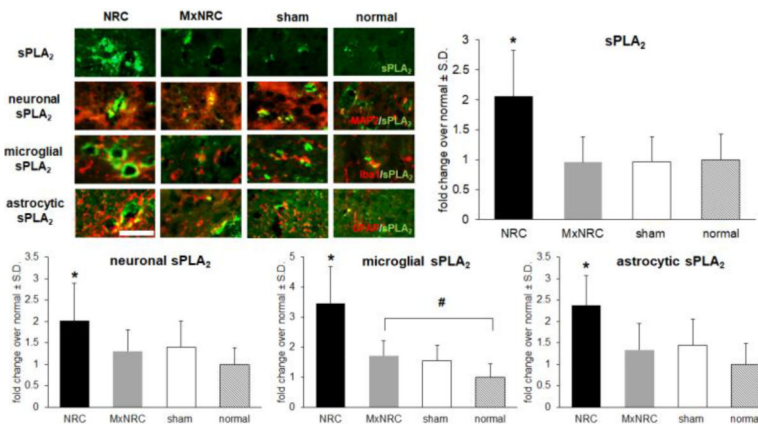 NRC MxNRC sham normal
sPLA₂
sPLA₂
neuronal
sPLA₂
MAP2/sPLA₂
microglial
sPLA₂
Iba1/sPLA₂
astrocytic
sPLA₂
GFAP/sPLA₂
sPLA₂
*
fold change over normal ± S.D.
3
2.5
2
1.5
1
0.5
0
NRC MxNRC sham normal
neuronal sPLA₂
*
fold change over normal ± S.D.
3.5
3
2.5
2
1.5
1
0.5
0
NRC MxNRC sham normal
microglial sPLA₂
*
#
fold change over normal ± S.D.
5
4
3
2
1
0
NRC MxNRC sham normal
astrocytic sPLA₂
*
fold change over normal ± S.D.
3.5
3
2.5
2
1.5
1
0.5
0
NRC MxNRC sham normal